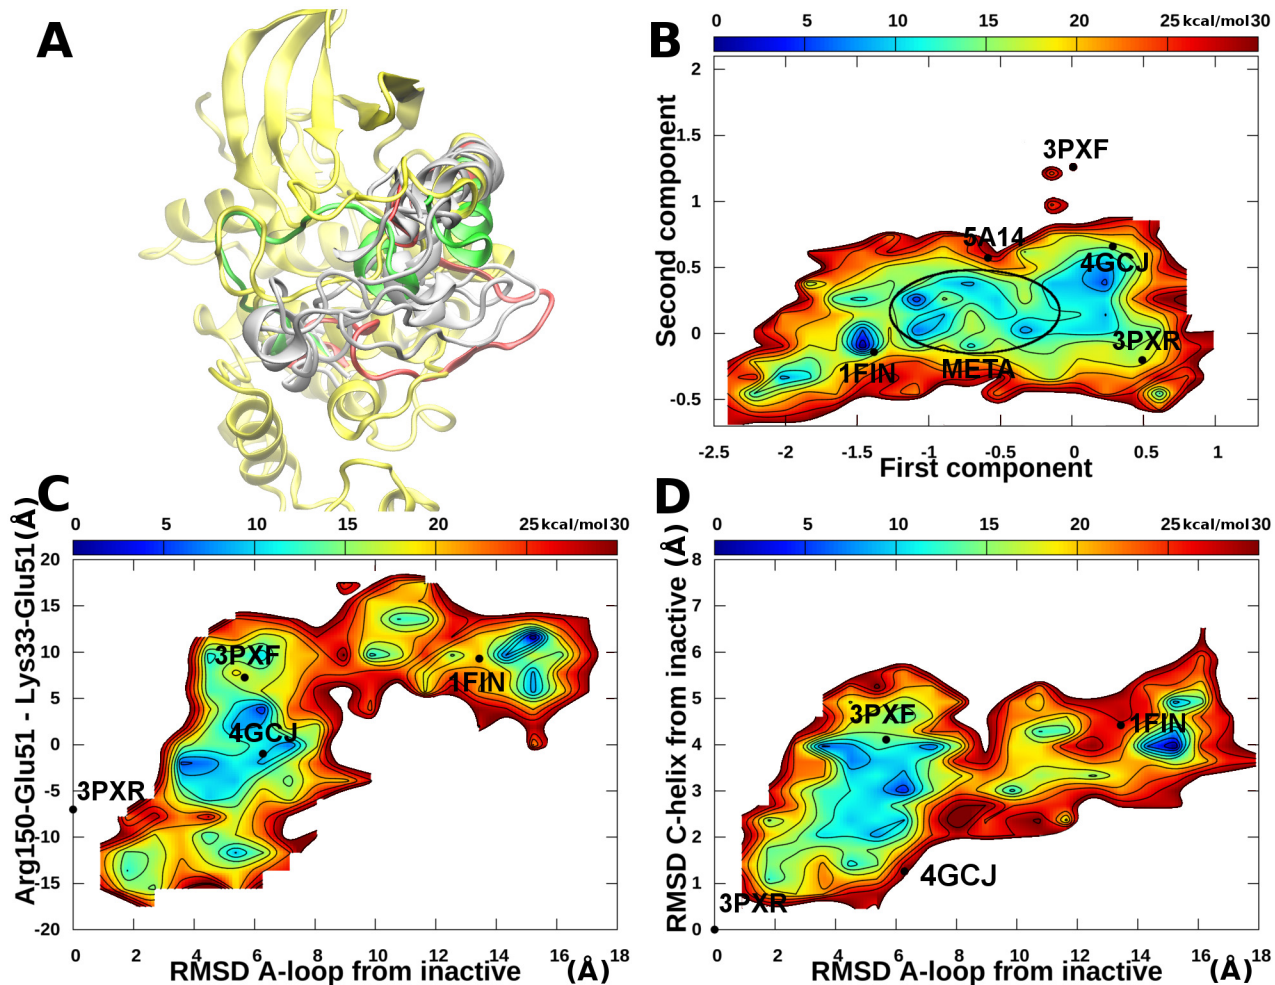 A
B
0 5 10 15 20 25 kcal/mol 30
2
1.5
1
0.5
0
-0.5
Second component
3PXF
5A14
4GCJ
3PXR
1FIN
META
-2.5 -2 -1.5 -1 -0.5 0 0.5 1
First component
C
0 5 10 15 20 25 kcal/mol 30
20
15
10
5
0
-5
-10
-15
-20
Arg150-Glu51 - Lys33-Glu51 (Å)
3PXF
1FIN
4GCJ
3PXR
0 2 4 6 8 10 12 14 16 18
RMSD A-loop from inactive (Å)
D
0 5 10 15 20 25 kcal/mol 30
8
7
6
5
4
3
2
1
0
RMSD C-helix from inactive (Å)
3PXF
1FIN
4GCJ
3PXR
0 2 4 6 8 10 12 14 16 18
RMSD A-loop from inactive (Å)